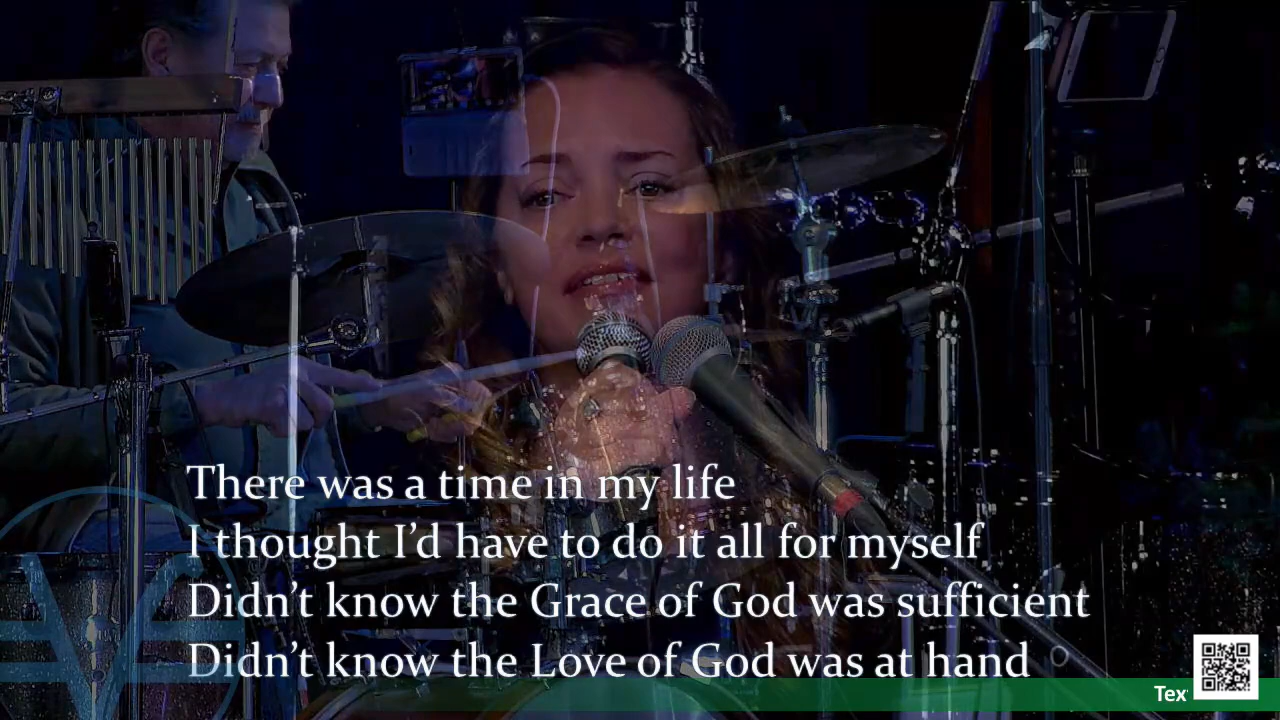 There was a time in my life
I thought I’d have to do it all for myself
Didn’t know the Grace of God was sufficient
Didn’t know the Love of God was at hand
Tex